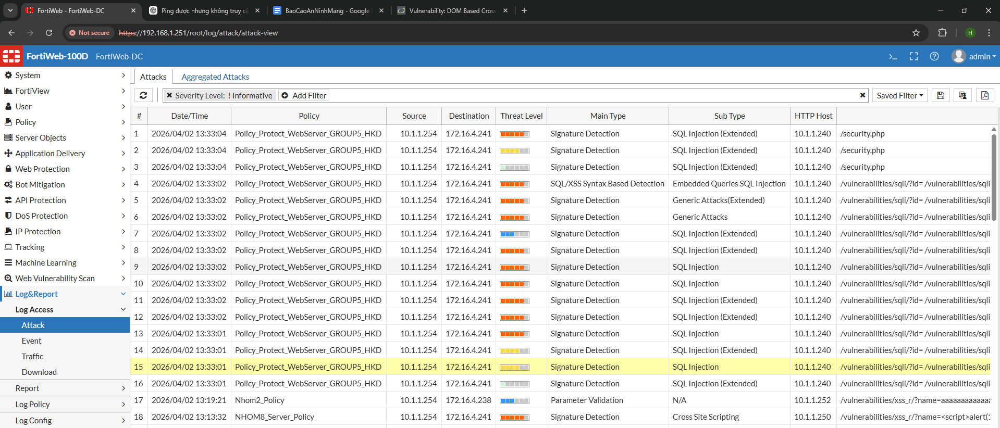 FortiWeb - FortiWeb-DC
Ping được nhưng không truy cậ
BaoCaoAnNinhMang - Google
Vulnerability: DOM Based Cross
Not secure https://192.168.1.251/root/log/attack/attack-view
H
FortiWeb-100D FortiWeb-DC
admin
System
FortiView
User
Policy
Server Objects
Application Delivery
Web Protection
Bot Mitigation
API Protection
DoS Protection
IP Protection
Tracking
Machine Learning
Web Vulnerability Scan
Log&Report
Log Access
Attack
Event
Traffic
Download
Report
Log Policy
Log Config
Attacks Aggregated Attacks
Severity Level: ! Informative Add Filter Saved Filter
# Date/Time Policy Source Destination Threat Level Main Type Sub Type HTTP Host
1 2026/04/02 13:33:04 Policy_Protect_WebServer_GROUP5_HKD 10.1.1.254 172.16.4.241 Signature Detection SQL Injection (Extended) 10.1.1.240 /security.php
2 2026/04/02 13:33:04 Policy_Protect_WebServer_GROUP5_HKD 10.1.1.254 172.16.4.241 Signature Detection SQL Injection (Extended) 10.1.1.240 /security.php
3 2026/04/02 13:33:04 Policy_Protect_WebServer_GROUP5_HKD 10.1.1.254 172.16.4.241 Signature Detection SQL Injection (Extended) 10.1.1.240 /security.php
4 2026/04/02 13:33:02 Policy_Protect_WebServer_GROUP5_HKD 10.1.1.254 172.16.4.241 SQL/XSS Syntax Based Detection Embedded Queries SQL Injection 10.1.1.240 /vulnerabilities/sqli/?id= /vulnerabilities/sqli
5 2026/04/02 13:33:02 Policy_Protect_WebServer_GROUP5_HKD 10.1.1.254 172.16.4.241 Signature Detection Generic Attacks(Extended) 10.1.1.240 /vulnerabilities/sqli/?id= /vulnerabilities/sqli
6 2026/04/02 13:33:02 Policy_Protect_WebServer_GROUP5_HKD 10.1.1.254 172.16.4.241 Signature Detection Generic Attacks 10.1.1.240 /vulnerabilities/sqli/?id= /vulnerabilities/sqli
7 2026/04/02 13:33:02 Policy_Protect_WebServer_GROUP5_HKD 10.1.1.254 172.16.4.241 Signature Detection SQL Injection (Extended) 10.1.1.240 /vulnerabilities/sqli/?id= /vulnerabilities/sqli
8 2026/04/02 13:33:02 Policy_Protect_WebServer_GROUP5_HKD 10.1.1.254 172.16.4.241 Signature Detection SQL Injection (Extended) 10.1.1.240 /vulnerabilities/sqli/?id= /vulnerabilities/sqli
9 2026/04/02 13:33:02 Policy_Protect_WebServer_GROUP5_HKD 10.1.1.254 172.16.4.241 Signature Detection SQL Injection 10.1.1.240 /vulnerabilities/sqli/?id= /vulnerabilities/sqli
10 2026/04/02 13:33:02 Policy_Protect_WebServer_GROUP5_HKD 10.1.1.254 172.16.4.241 Signature Detection SQL Injection 10.1.1.240 /vulnerabilities/sqli/?id= /vulnerabilities/sqli
11 2026/04/02 13:33:02 Policy_Protect_WebServer_GROUP5_HKD 10.1.1.254 172.16.4.241 Signature Detection SQL Injection (Extended) 10.1.1.240 /vulnerabilities/sqli/?id= /vulnerabilities/sqli
12 2026/04/02 13:33:02 Policy_Protect_WebServer_GROUP5_HKD 10.1.1.254 172.16.4.241 Signature Detection SQL Injection (Extended) 10.1.1.240 /vulnerabilities/sqli/?id= /vulnerabilities/sqli
13 2026/04/02 13:33:01 Policy_Protect_WebServer_GROUP5_HKD 10.1.1.254 172.16.4.241 Signature Detection SQL Injection 10.1.1.240 /vulnerabilities/sqli/?id= /vulnerabilities/sqli
14 2026/04/02 13:33:01 Policy_Protect_WebServer_GROUP5_HKD 10.1.1.254 172.16.4.241 Signature Detection SQL Injection (Extended) 10.1.1.240 /vulnerabilities/sqli/?id= /vulnerabilities/sqli
15 2026/04/02 13:33:01 Policy_Protect_WebServer_GROUP5_HKD 10.1.1.254 172.16.4.241 Signature Detection SQL Injection 10.1.1.240 /vulnerabilities/sqli/?id= /vulnerabilities/sqli
16 2026/04/02 13:33:01 Policy_Protect_WebServer_GROUP5_HKD 10.1.1.254 172.16.4.241 Signature Detection SQL Injection (Extended) 10.1.1.240 /vulnerabilities/sqli/?id= /vulnerabilities/sqli
17 2026/04/02 13:19:21 Nhom2_Policy 10.1.1.254 172.16.4.238 Parameter Validation N/A 10.1.1.252 /vulnerabilities/xss_r/?name=aaaaaaaaaaaaa
18 2026/04/02 13:13:32 NHOM8_Server_Policy 10.1.1.254 172.16.4.241 Signature Detection Cross Site Scripting 10.1.1.250 /vulnerabilities/xss_r/?name=<script>alert(1